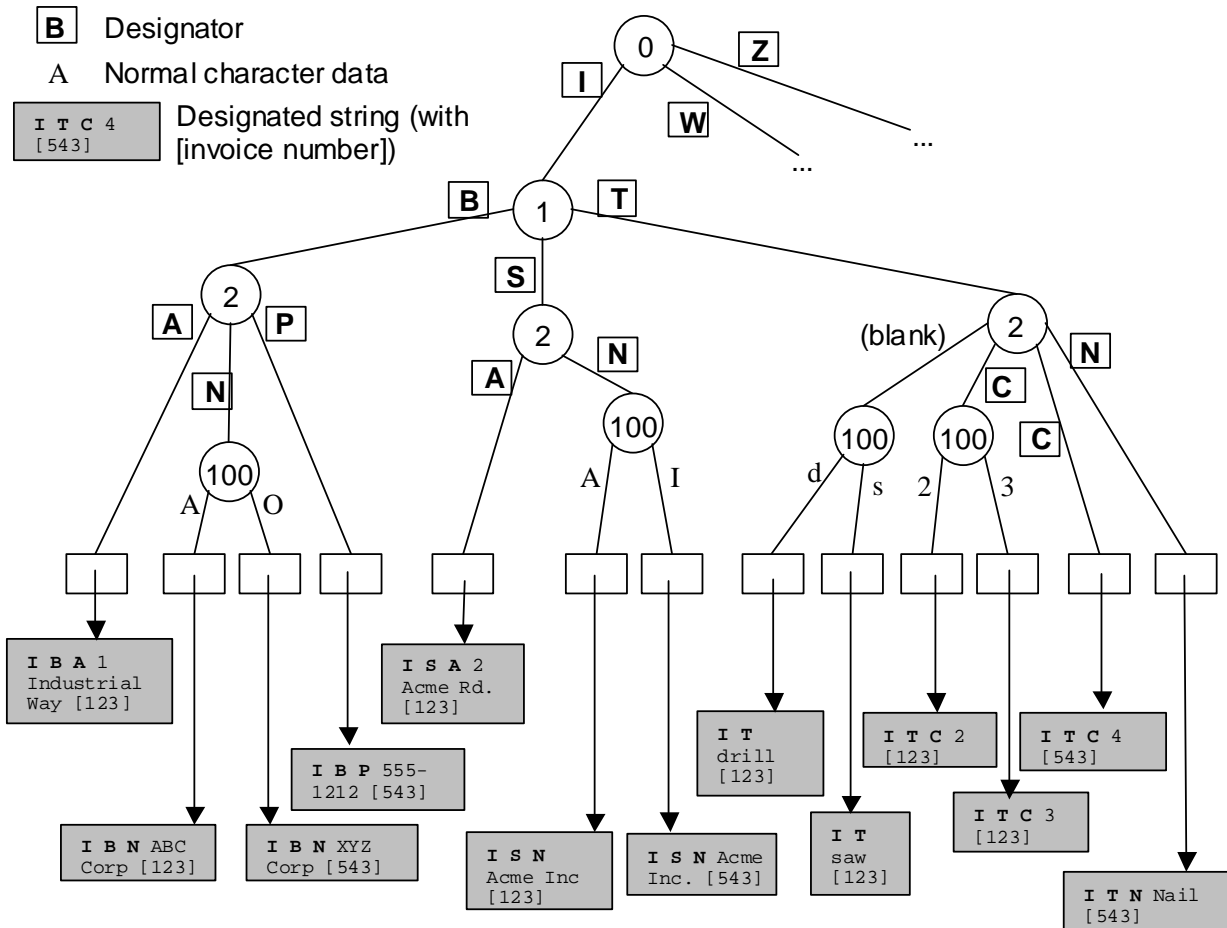 B Designator
A Normal character data
I T C 4
[543]
Designated string (with
[invoice number])
0
I
W
Z
...
...
1
B
S
T
2
A
N
P
100
A
O
2
A
N
100
A
I
2
(blank)
C
C
N
100
d
s
100
2
3
I B A 1
Industrial
Way [123]
I B N ABC
Corp [123]
I B N XYZ
Corp [543]
I B P 555-
1212 [543]
I S A 2
Acme Rd.
[123]
I S N
Acme Inc
[123]
I S N Acme
Inc. [543]
I T
drill
[123]
I T
saw
[123]
I T C 2
[123]
I T C 3
[123]
I T C 4
[543]
I T N Nail
[543]